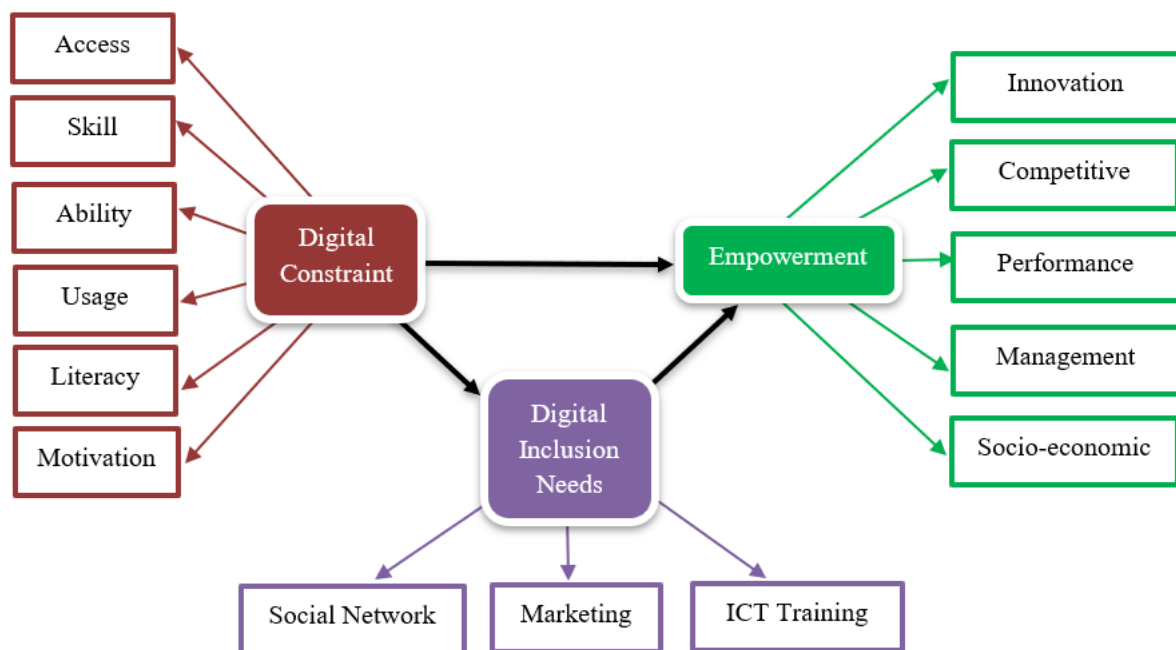 Access
Skill
Ability
Usage
Literacy
Motivation
Digital
Constraint
Digital
Inclusion
Needs
Social Network
Marketing
ICT Training
Empowerment
Innovation
Competitive
Performance
Management
Socio-economic